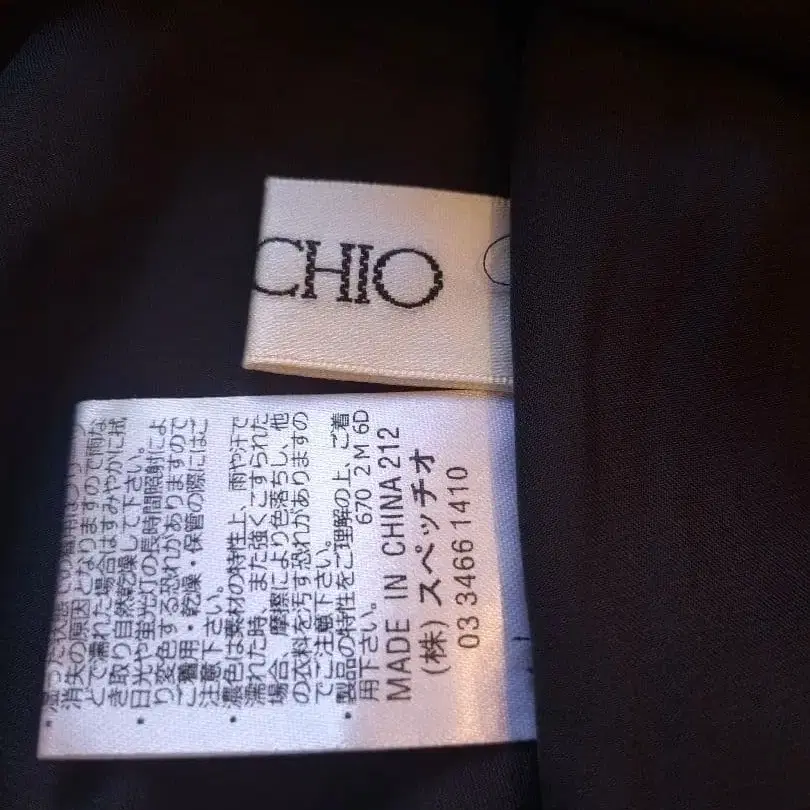 CHIO
消失の原因となりますので雨な
どで濡れた場合はすみやかに拭
き取り自然乾燥して下さい。
・日光や蛍光灯の長時間照射によ
り変色する恐れがありますので
ご着用・乾燥・保管の際にはご
注意下さい。
・濃色は素材の特性上、雨や汗で
濡れた時、また強くこすられた
場合、摩擦により色落ちし、他
の衣料を汚す恐れがありますの
でご注意下さい。
・製品の特性をご理解の上、ご着
用下さい。 670 2 M 6D
MADE IN CHINA 212
(株) スペッチオ
03 3466 1410